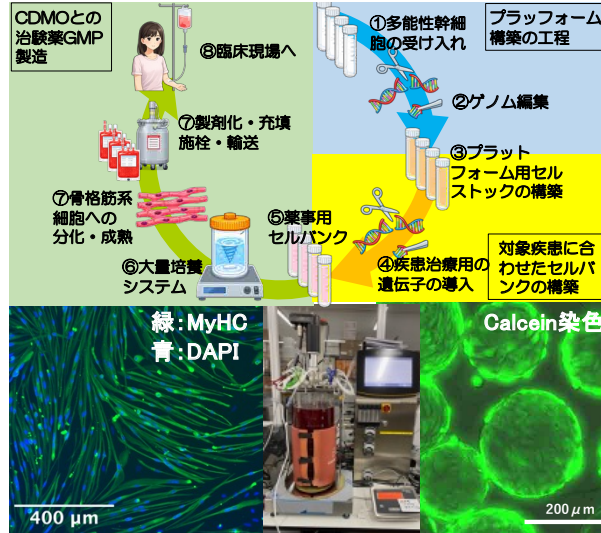 CDMOとの
治験薬GMP
製造
⑧臨床現場へ
①多能性幹細
胞の受け入れ
プラッフォーム
構築の工程
②ゲノム編集
⑦製剤化・充填
施栓・輸送
③プラット
フォーム用セル
ストックの構築
⑦骨格筋系
細胞への
分化・成熟
⑤薬事用
セルバンク
④疾患治療用の
遺伝子の導入
対象疾患に合
わせたセルバ
ンクの構築
⑥大量培養
システム
緑：MyHC
青：DAPI
400 μm
Calcein染色
200μm